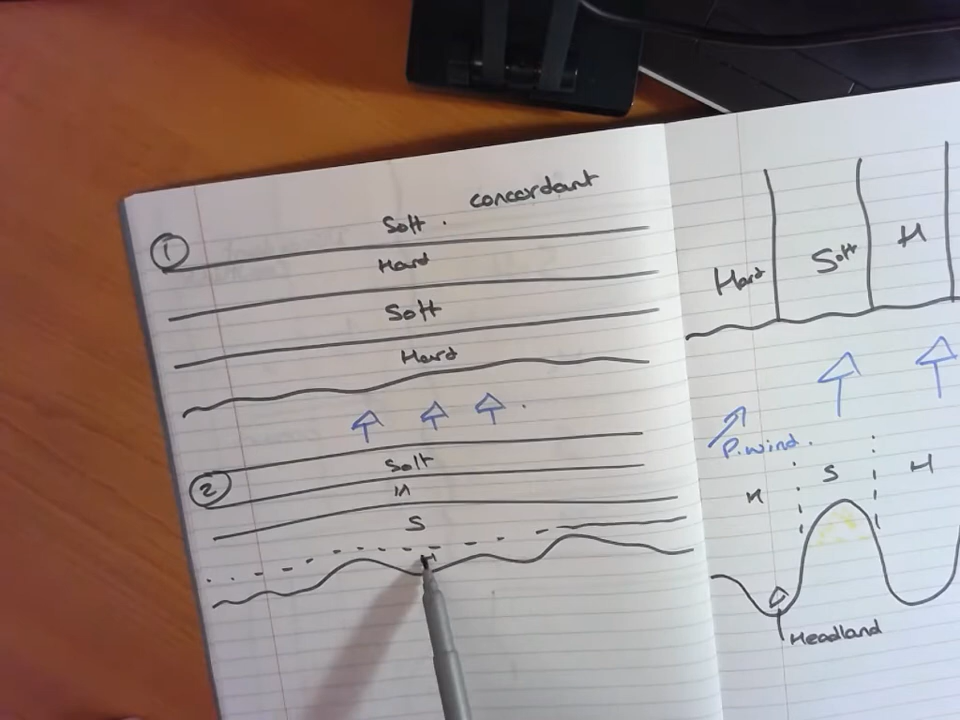 concordant
Soft
1
Hard
Soft
Hard
2
Soft
H
S
H
Hard Soft H
P.wind.
H S H
Headland